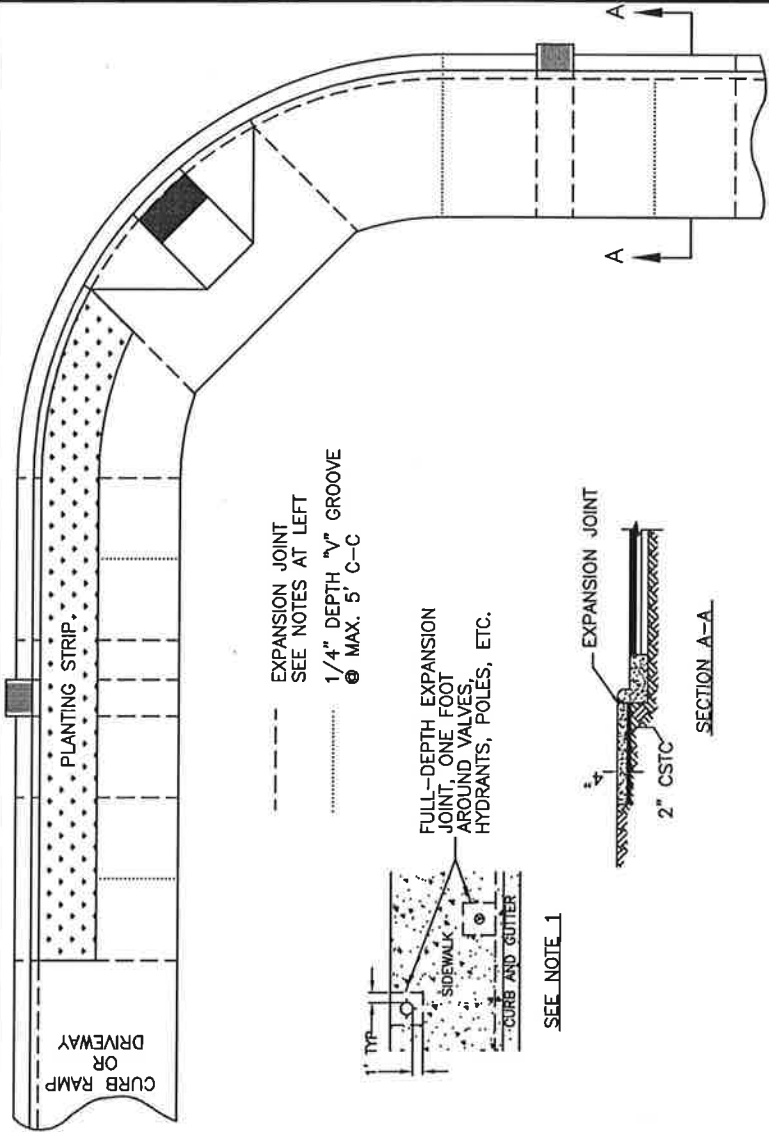 A
A
PLANTING STRIP
CURB RAMP
OR
DRIVEWAY
EXPANSION JOINT
SEE NOTES AT LEFT
1/4" DEPTH "V" GROOVE
@ MAX. 5' C-C
FULL-DEPTH EXPANSION
JOINT, ONE FOOT
AROUND VALVES,
HYDRANTS, POLES, ETC.
1' TYP
SIDEWALK
CURB AND GUTTER
SEE NOTE 1
EXPANSION JOINT
4"
2" CSTC
SECTION A-A